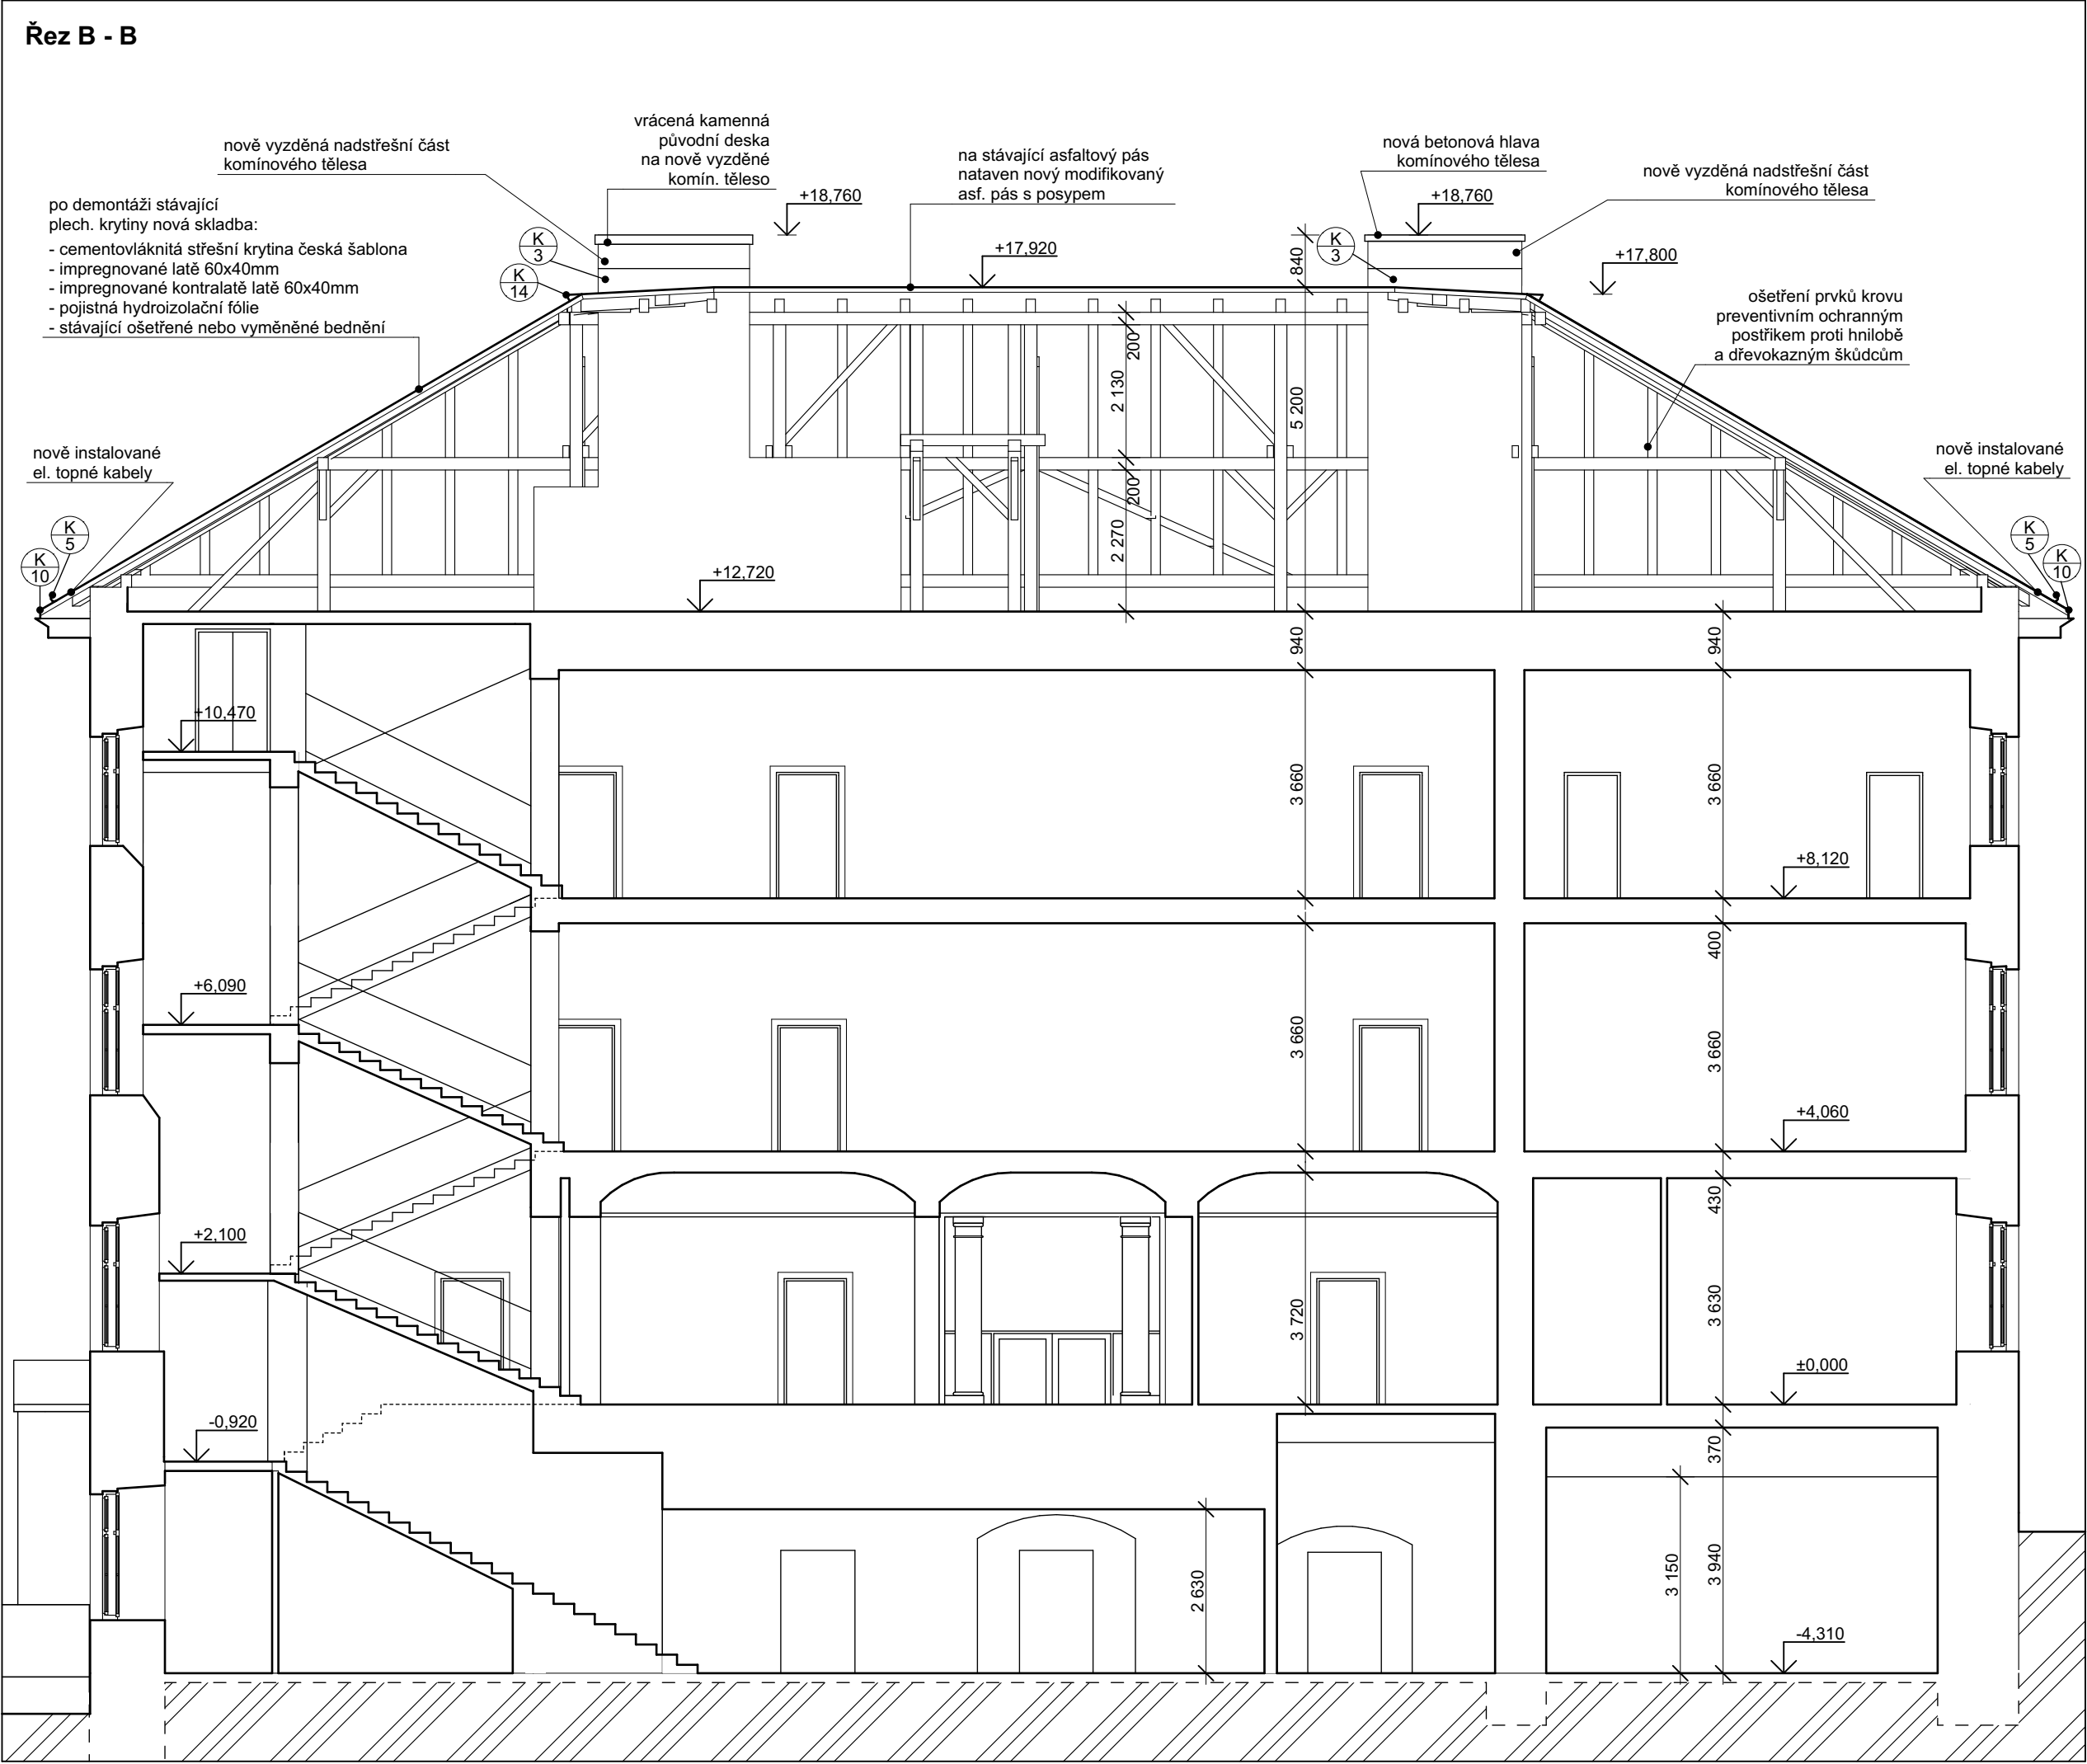 Řez B - B
vrácená kamenná
původní deska
na nově vyzděné
komín. těleso
nově vyzděná nadstřešní část
komínového tělesa
na stávající asfaltový pás
nataven nový modifikovaný
asf. pás s posypem
nová betonová hlava
komínového tělesa
nově vyzděná nadstřešní část
komínového tělesa
+18,760
+18,760
po demontáži stávající
plech. krytiny nová skladba:
- cementovláknitá střešní krytina česká šablona
- impregnované latě 60x40mm
- impregnované kontralatě latě 60x40mm
- pojistná hydroizolační fólie
- stávající ošetřené nebo vyměněné bednění
K
3
K
14
+17,920
840
K
3
+17,800
ošetření prvků krovu
preventivním ochranným
postřikem proti hnilobě
a dřevokazným škůdcům
200
2 130
5 200
200
2 270
nově instalované
el. topné kabely
nově instalované
el. topné kabely
K
5
K
10
K
5
K
10
+12,720
940
940
+10,470
3 660
3 660
+8,120
400
+6,090
3 660
3 660
+4,060
430
+2,100
3 720
3 630
±0,000
-0,920
370
2 630
3 150
3 940
-4,310